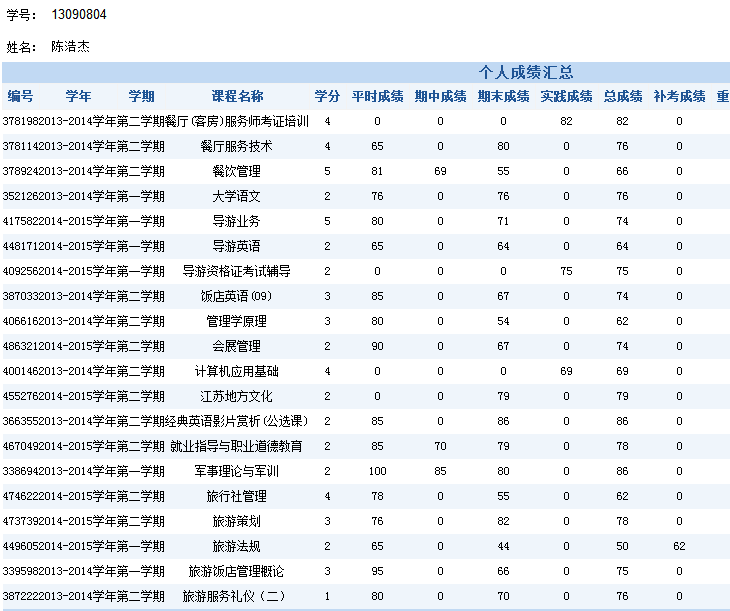 学号： 13090804
姓名： 陈浩杰
个人成绩汇总
编号 学年 学期 课程名称 学分 平时成绩 期中成绩 期末成绩 实践成绩 总成绩 补考成绩 重
378198 2013-2014学年 第二学期 餐厅(客房)服务师考证培训 4 0 0 0 82 82 0
378114 2013-2014学年 第二学期 餐厅服务技术 4 65 0 80 0 76 0
378924 2013-2014学年 第二学期 餐饮管理 5 81 69 55 0 66 0
352126 2013-2014学年 第一学期 大学语文 2 76 0 76 0 76 0
417582 2014-2015学年 第一学期 导游业务 5 80 0 71 0 74 0
448171 2014-2015学年 第一学期 导游英语 2 65 0 64 0 64 0
409256 2014-2015学年 第一学期 导游资格证考试辅导 2 0 0 0 75 75 0
387033 2013-2014学年 第二学期 饭店英语(09) 3 85 0 67 0 74 0
406616 2013-2014学年 第二学期 管理学原理 3 80 0 54 0 62 0
486321 2014-2015学年 第二学期 会展管理 2 90 0 67 0 74 0
400146 2013-2014学年 第二学期 计算机应用基础 4 0 0 0 69 69 0
455276 2014-2015学年 第二学期 江苏地方文化 2 0 0 79 0 79 0
366355 2013-2014学年 第二学期 经典英语影片赏析(公选课) 2 85 0 86 0 86 0
467049 2014-2015学年 第二学期 就业指导与职业道德教育 2 85 70 79 0 78 0
338694 2013-2014学年 第一学期 军事理论与军训 2 100 85 80 0 86 0
474622 2014-2015学年 第二学期 旅行社管理 4 78 0 55 0 62 0
473739 2014-2015学年 第二学期 旅游策划 3 76 0 82 0 78 0
449605 2014-2015学年 第一学期 旅游法规 2 65 0 44 0 50 62
339598 2013-2014学年 第一学期 旅游饭店管理概论 3 95 0 66 0 75 0
387222 2013-2014学年 第二学期 旅游服务礼仪（二） 1 80 0 70 0 76 0